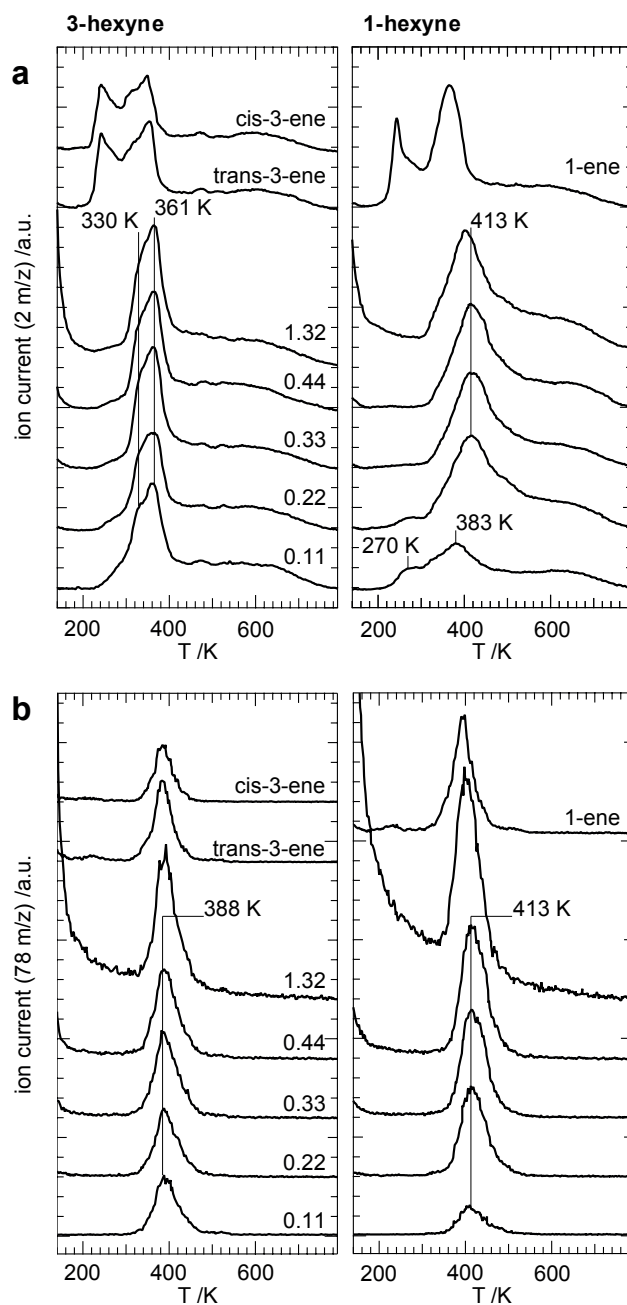 3-hexyne
1-hexyne
a
ion current (2 m/z) /a.u.
cis-3-ene
trans-3-ene
330 K
361 K
1.32
0.44
0.33
0.22
0.11
200 400 600
T /K
1-ene
413 K
383 K
270 K
200 400 600
T /K
b
ion current (78 m/z) /a.u.
cis-3-ene
trans-3-ene
388 K
1.32
0.44
0.33
0.22
0.11
200 400 600
T /K
1-ene
413 K
200 400 600
T /K